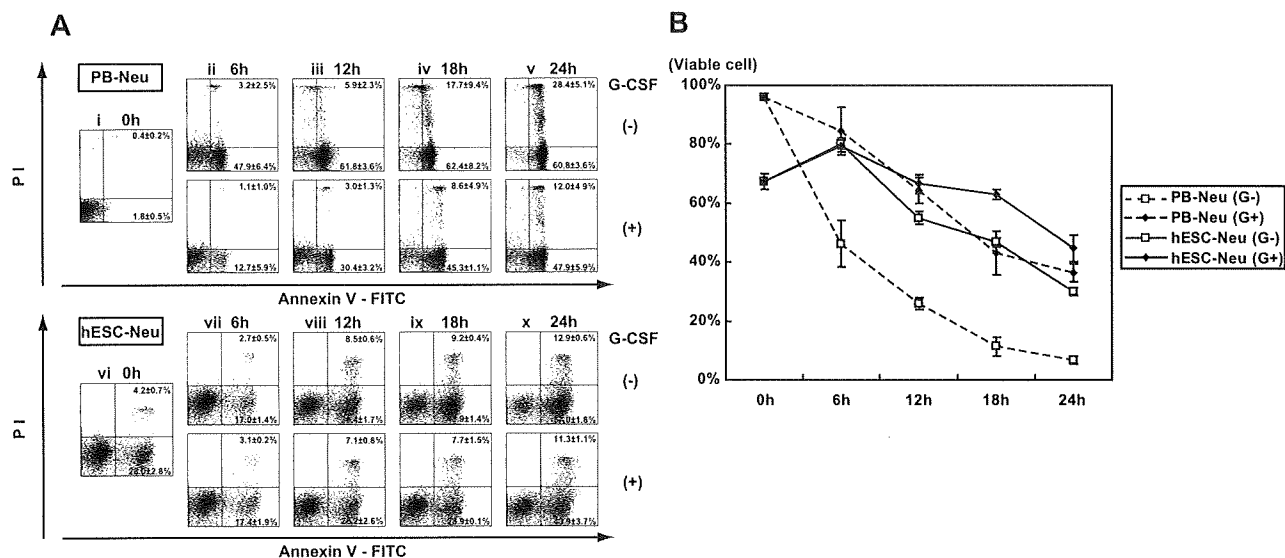 A
PB-Neu
ii 6h
iii 12h
iv 18h
v 24h
G-CSF
i 0h
0.4±0.2%
1.8±0.5%
3.2±2.5%
47.9±6.4%
5.9±2.3%
61.8±3.6%
17.7±9.4%
62.4±8.2%
28.4±5.1%
60.8±3.6%
(-)
1.1±1.0%
12.7±5.9%
3.0±1.3%
30.4±3.2%
8.6±4.9%
45.3±1.1%
12.0±4.9%
47.9±5.9%
(+)
PI
Annexin V - FITC
hESC-Neu
vii 6h
viii 12h
ix 18h
x 24h
G-CSF
vi 0h
4.2±0.7%
28.0±2.8%
2.7±0.5%
17.0±1.4%
8.5±0.6%
9.2±0.4%
12.9±0.6%
(-)
3.1±0.2%
17.4±1.9%
7.1±0.8%
7.7±1.5%
11.3±1.1%
(+)
PI
Annexin V - FITC
B
(Viable cell)
100%
80%
60%
40%
20%
0%
0h
6h
12h
18h
24h
PB-Neu (G-)
PB-Neu (G+)
hESC-Neu (G-)
hESC-Neu (G+)